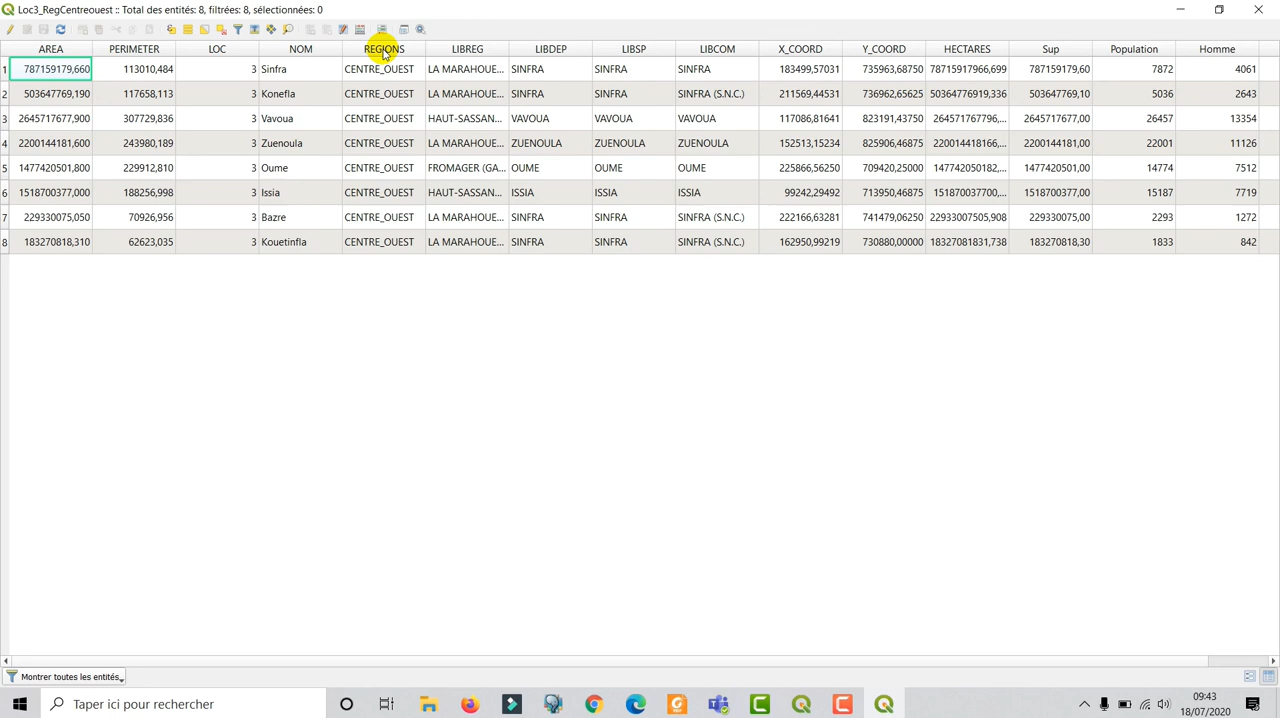 Loc3_RegCentreouest :: Total des entités: 8, filtrées: 8, sélectionnées: 0
AREA PERIMETER LOC NOM REGIONS LIBREG LIBDEP LIBSP LIBCOM X_COORD Y_COORD HECTARES Sup Population Homme
1 787159179,660 113010,484 3 Sinfra CENTRE_OUEST LA MARAHOUE... SINFRA SINFRA SINFRA 183499,57031 735963,68750 78715917966,699 787159179,60 7872 4061
2 503647769,190 117658,113 3 Konefla CENTRE_OUEST LA MARAHOUE... SINFRA SINFRA SINFRA (S.N.C.) 211569,44531 736962,65625 50364776919,336 503647769,10 5036 2643
3 2645717677,900 307729,836 3 Vavoua CENTRE_OUEST HAUT-SASSAN... VAVOUA VAVOUA VAVOUA 117086,81641 823191,43750 264571767796,... 2645717677,00 26457 13354
4 2200144181,600 243980,189 3 Zuenoula CENTRE_OUEST LA MARAHOUE... ZUENOULA ZUENOULA ZUENOULA 152513,15234 825906,46875 220014418166,... 2200144181,00 22001 11126
5 1477420501,800 229912,810 3 Oume CENTRE_OUEST FROMAGER (GA... OUME OUME OUME 225866,56250 709420,25000 147742050182,... 1477420501,00 14774 7512
6 1518700377,000 188256,998 3 Issia CENTRE_OUEST HAUT-SASSAN... ISSIA ISSIA ISSIA 99242,29492 713950,46875 151870037700,... 1518700377,00 15187 7719
7 229330075,050 70926,956 3 Bazre CENTRE_OUEST LA MARAHOUE... SINFRA SINFRA SINFRA (S.N.C.) 222166,63281 741479,06250 22933007505,908 229330075,00 2293 1272
8 183270818,310 62623,035 3 Kouetinfla CENTRE_OUEST LA MARAHOUE... SINFRA SINFRA SINFRA (S.N.C.) 162950,99219 730880,00000 18327081831,738 183270818,30 1833 842
Montrer toutes les entités
Taper ici pour rechercher
09:43
18/07/2020